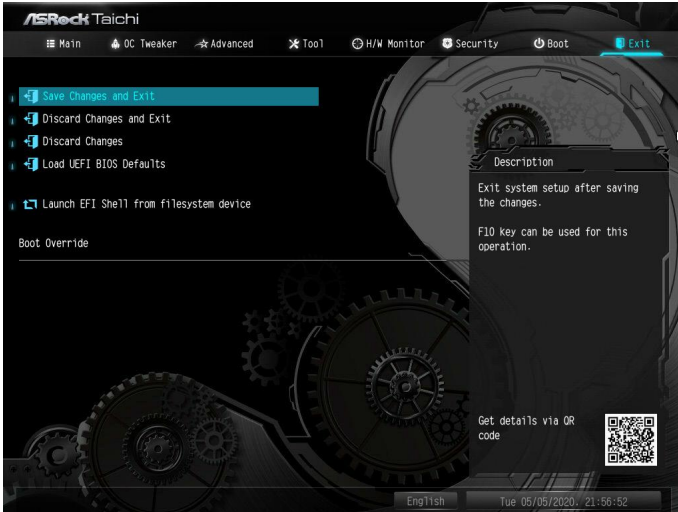 ASRock Taichi
Main OC Tweaker Advanced Tool H/W Monitor Security Boot Exit
Save Changes and Exit
Discard Changes and Exit
Discard Changes
Load UEFI BIOS Defaults
Launch EFI Shell from filesystem device
Boot Override
Description
Exit system setup after saving
the changes.
F10 key can be used for this
operation.
Get details via QR
code
English
Tue 05/05/2020. 21:56:52